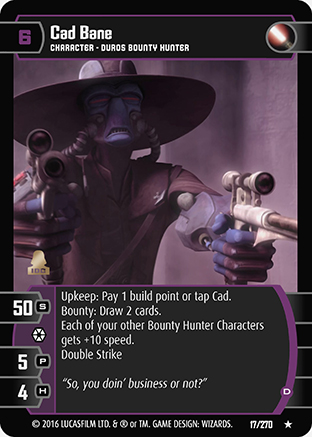 6 Cad Bane
CHARACTER - DUROS BOUNTY HUNTER
50 S
5 P
4 H
Upkeep: Pay 1 build point or tap Cad.
Bounty: Draw 2 cards.
Each of your other Bounty Hunter Characters
gets +10 speed.
Double Strike
“So, you doin’ business or not?”
D
© 2016 LUCASFILM LTD. & ® or TM. GAME DESIGN: WIZARDS. 17/270